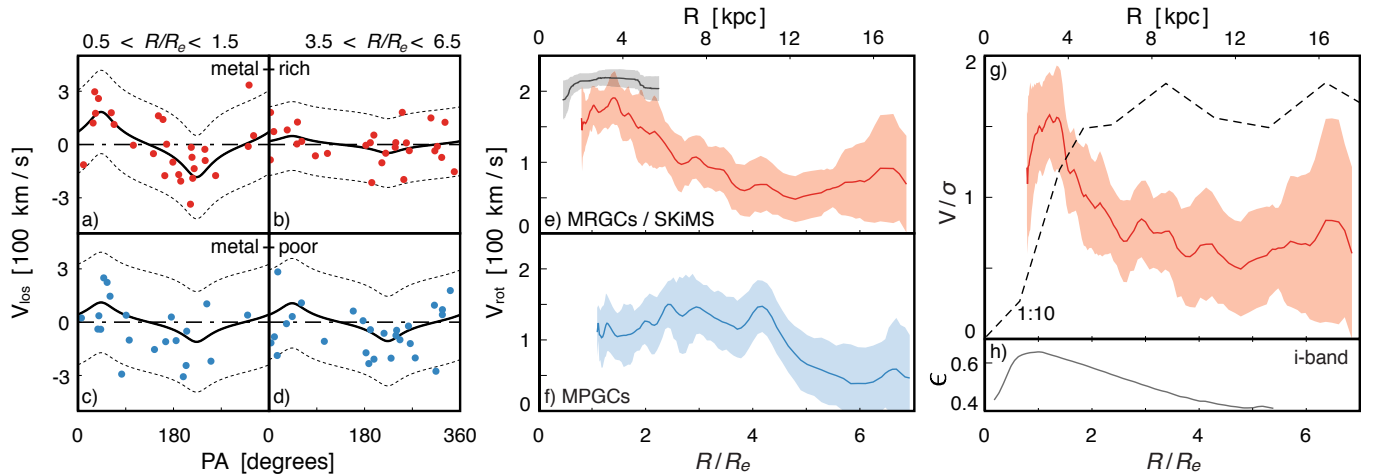 0.5 < R/Re < 1.5
3.5 < R/Re < 6.5
metal - rich
a)
b)
metal - poor
c)
d)
3
0
-3
3
0
-3
Vlos [100 km / s]
0
180
0
180
360
PA [degrees]
R [kpc]
0
4
8
12
16
2
1
0
e) MRGCs / SKiMS
2
1
0
f) MPGCs
Vrot [100 km / s]
0
2
4
6
R/Re
R [kpc]
0
4
8
12
16
g)
2
1
0
V/σ
1:10
h)
i-band
0.6
0.4
ϵ
0
2
4
6
R/Re